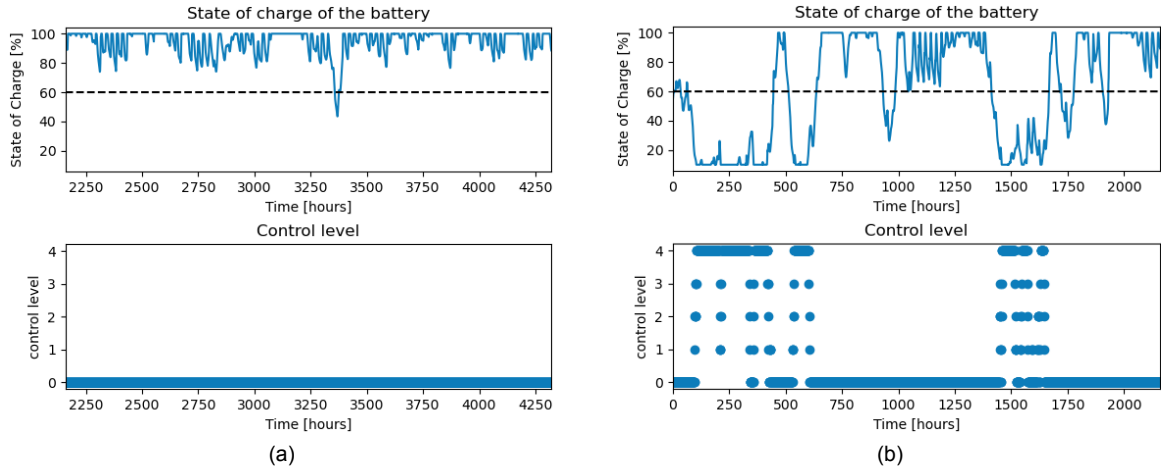 State of charge of the battery
State of Charge [%]
100
80
60
40
20
2250 2500 2750 3000 3250 3500 3750 4000 4250
Time [hours]
Control level
control level
4
3
2
1
0
2250 2500 2750 3000 3250 3500 3750 4000 4250
Time [hours]
(a)
State of charge of the battery
State of Charge [%]
100
80
60
40
20
0 250 500 750 1000 1250 1500 1750 2000
Time [hours]
Control level
control level
4
3
2
1
0
0 250 500 750 1000 1250 1500 1750 2000
Time [hours]
(b)